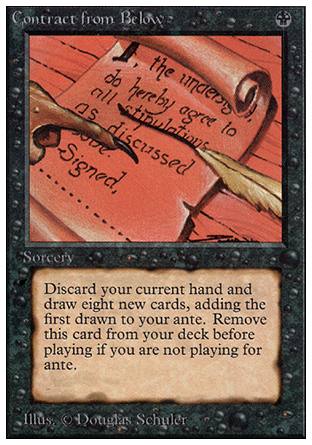 Contract from Below
I, the undersigned
do hereby agree to
all stipulations
as discussed
Signed,
Sorcery
Discard your current hand and
draw eight new cards, adding the
first drawn to your ante. Remove
this card from your deck before
playing if you are not playing for
ante.
Illus. © Douglas Schuler